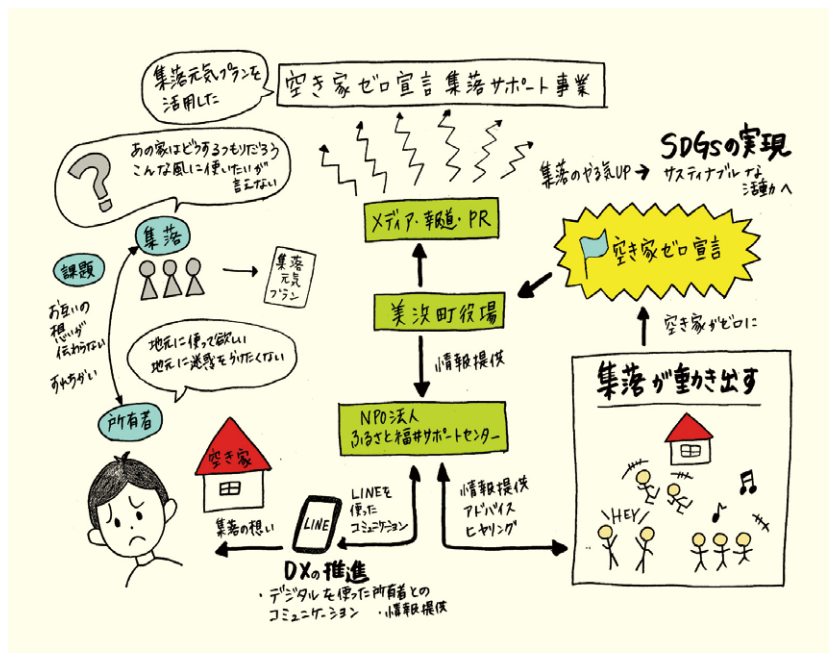 集落元気プランを
活用した
空き家ゼロ宣言 集落サポート事業
あの家はどうするつもりだろう
こんな風に使いたいが
言えない
集落
課題
お互いの
想いが
伝わらない
すれちがい
集落
元気
プラン
地元に使って欲しい
地元に迷惑をかけたくない
所有者
空き家
集落の想い
LINE
LINEを
使った
コミュニケーション
DXの推進
・デジタルを使った所有者との
コミュニケーション ・情報提供
メディア・報道・PR
美浜町役場
情報提供
NPO法人
ふるさと福井サポートセンター
情報提供
アドバイス
ヒヤリング
集落のやる気UP→
SDGsの実現
サスティナブルな
活動へ
空き家ゼロ宣言
空き家がゼロに
集落が動き出す
HEY